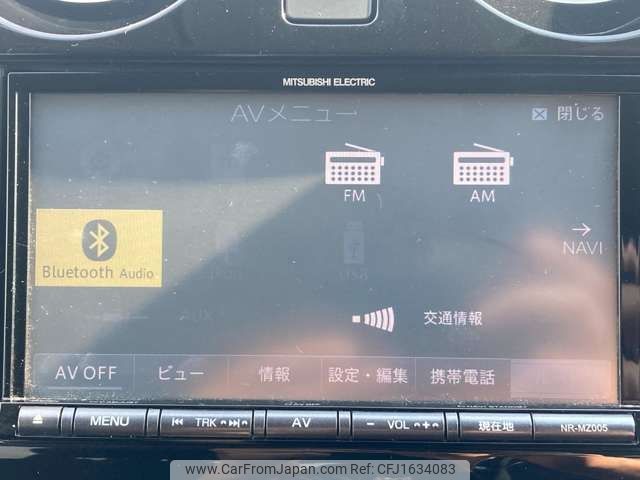 MITSUBISHI ELECTRIC
AVメニュー
閉じる
FM
AM
Bluetooth Audio
USB
NAVI
AUX
交通情報
AV OFF
ビュー
情報
設定・編集
携帯電話
MENU
TRK
AV
− VOL +
現在地
NR-MZ005
www.CarFromJapan.com - CFJ1634083